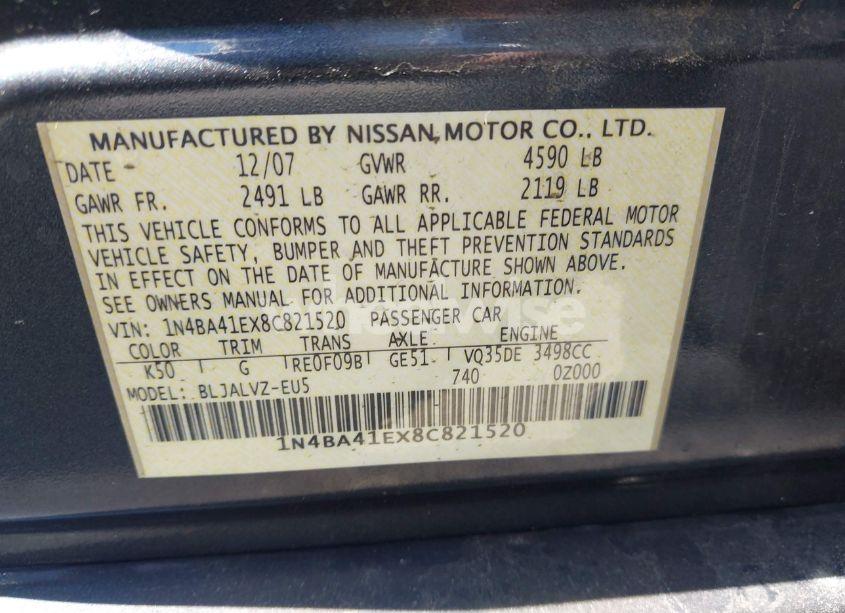 MANUFACTURED BY NISSAN MOTOR CO., LTD.
DATE 12/07 GVWR 4590 LB
GAWR FR. 2491 LB GAWR RR. 2119 LB
THIS VEHICLE CONFORMS TO ALL APPLICABLE FEDERAL MOTOR
VEHICLE SAFETY, BUMPER AND THEFT PREVENTION STANDARDS
IN EFFECT ON THE DATE OF MANUFACTURE SHOWN ABOVE.
SEE OWNERS MANUAL FOR ADDITIONAL INFORMATION.
VIN: 1N4BA41EX8C821520 PASSENGER CAR
COLOR TRIM TRANS AXLE ENGINE
K50 G RE0F09B GE51 VQ35DE 3498CC
MODEL: BLJALVZ-EU5 740 0Z000
1N4BA41EX8C821520